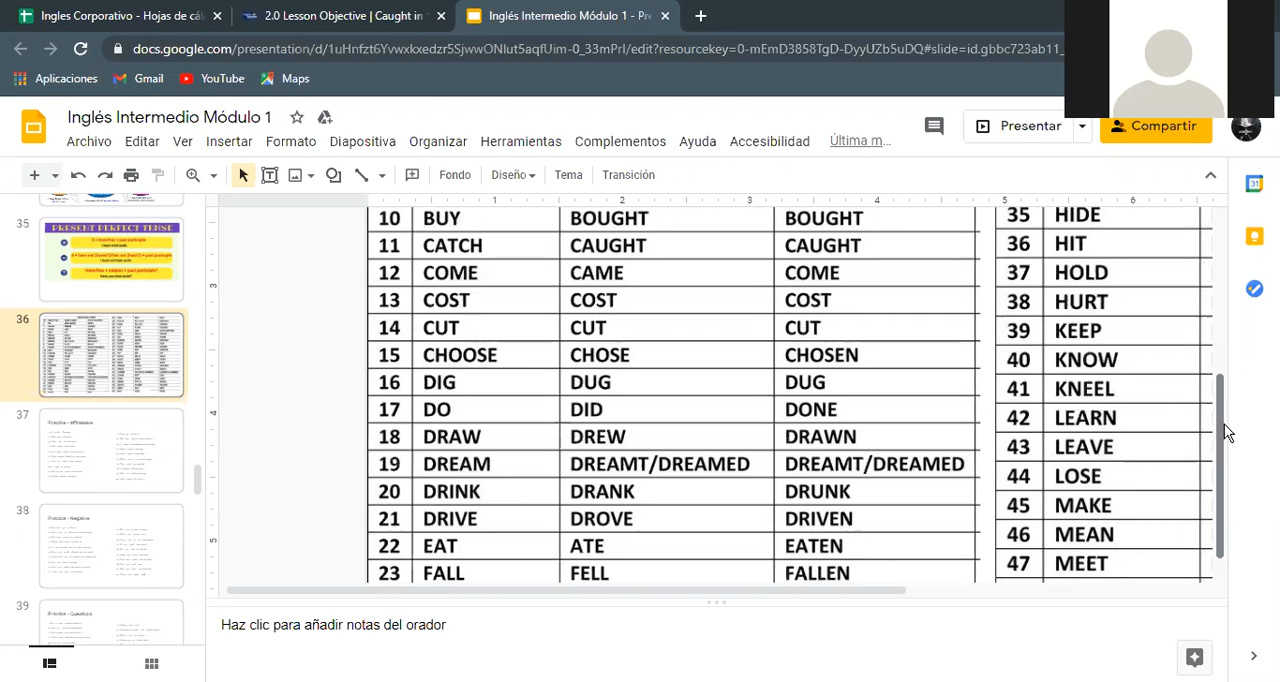 Ingles Corporativo - Hojas de cál
2.0 Lesson Objective | Caught in
Inglés Intermedio Módulo 1 - Pre
docs.google.com/presentation/d/1uHnfzt6Yvwxkxedzr5SjwwONlut5aqfUim-0_33mPrI/edit?resourcekey=0-mEmD3858TgD-DyyUZb5uDQ#slide=id.gbbc723ab11_
Aplicaciones Gmail YouTube Maps
Inglés Intermedio Módulo 1
Archivo Editar Ver Insertar Formato Diapositiva Organizar Herramientas Complementos Ayuda Accesibilidad Última m...
Presentar
Compartir
Fondo Diseño Tema Transición
35
PRESENT PERFECT TENSE
36
37
Practice - Affirmative
38
Practice - Negative
39
Practice - Questions
10 BUY BOUGHT BOUGHT
11 CATCH CAUGHT CAUGHT
12 COME CAME COME
13 COST COST COST
14 CUT CUT CUT
15 CHOOSE CHOSE CHOSEN
16 DIG DUG DUG
17 DO DID DONE
18 DRAW DREW DRAWN
19 DREAM DREAMT/DREAMED DREAMT/DREAMED
20 DRINK DRANK DRUNK
21 DRIVE DROVE DRIVEN
22 EAT ATE EATEN
23 FALL FELL FALLEN
35 HIDE
36 HIT
37 HOLD
38 HURT
39 KEEP
40 KNOW
41 KNEEL
42 LEARN
43 LEAVE
44 LOSE
45 MAKE
46 MEAN
47 MEET
Haz clic para añadir notas del orador